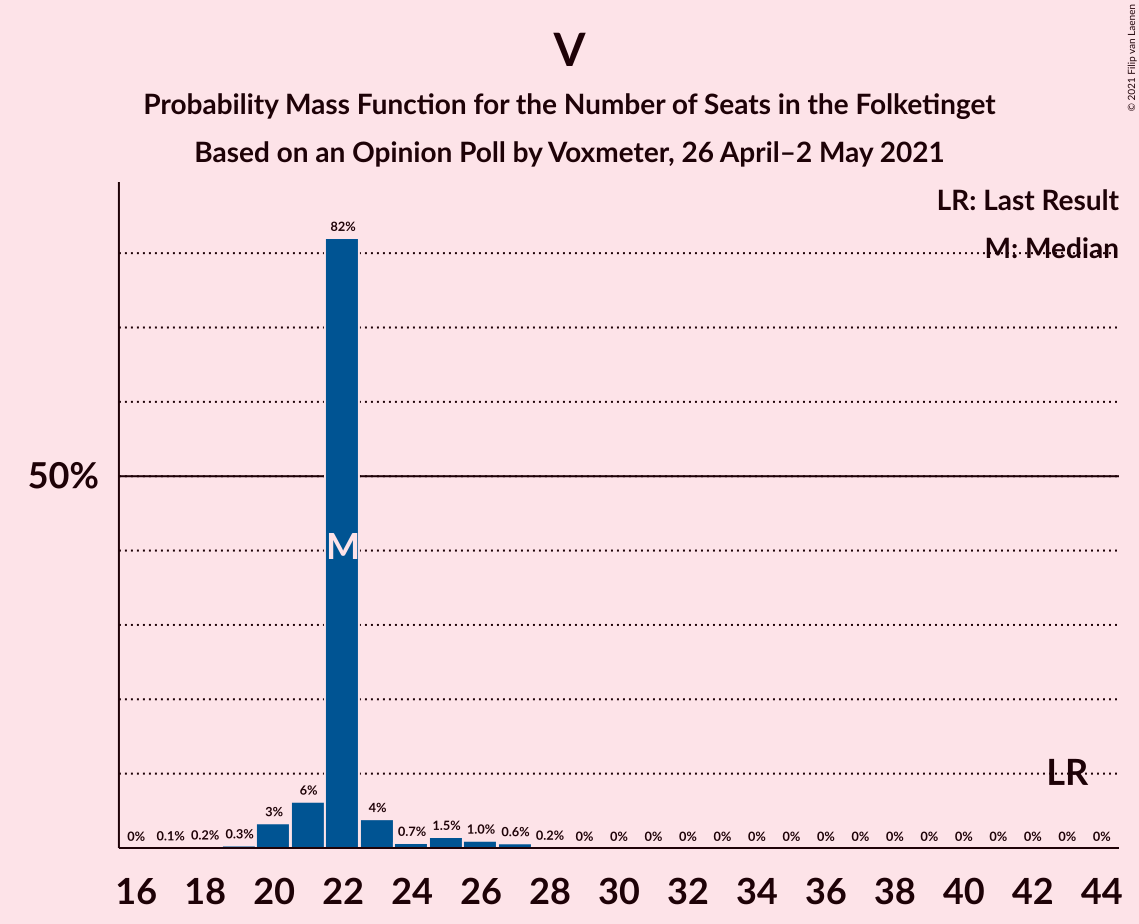 V
Probability Mass Function for the Number of Seats in the Folketinget
Based on an Opinion Poll by Voxmeter, 26 April–2 May 2021
© 2021 Filip van Laenen
LR: Last Result
M: Median
82%
50%
M
LR
0% 0.1% 0.2% 0.3% 3% 6% 4% 0.7% 1.5% 1.0% 0.6% 0.2% 0% 0% 0% 0% 0% 0% 0% 0% 0% 0% 0% 0% 0% 0% 0% 0%
16 18 20 22 24 26 28 30 32 34 36 38 40 42 44